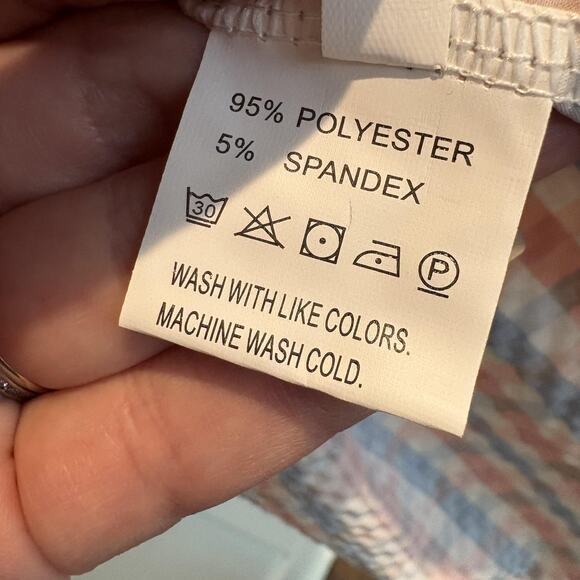 95% POLYESTER
5% SPANDEX
30 P
WASH WITH LIKE COLORS.
MACHINE WASH COLD.